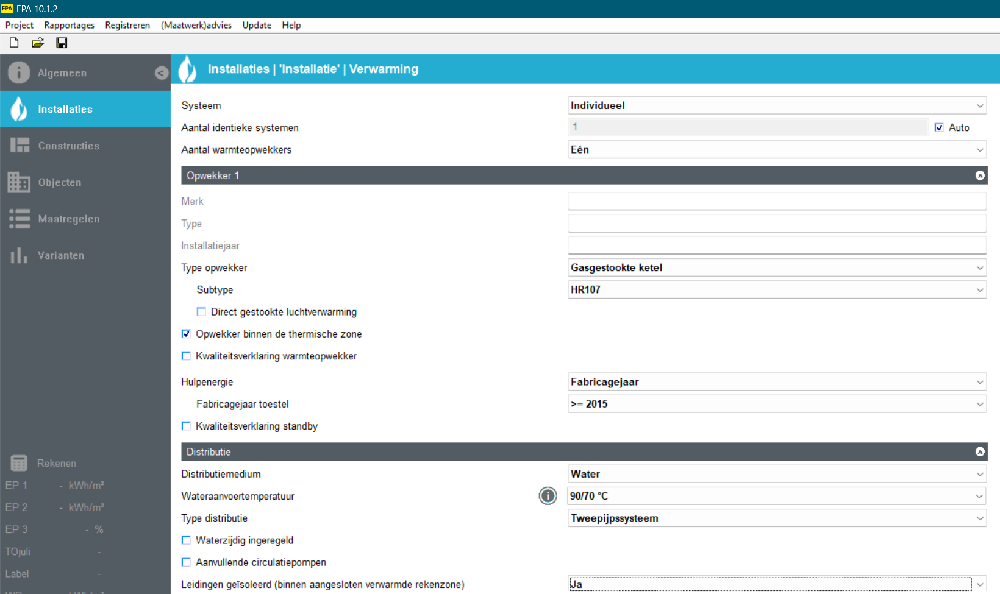 EPA EPA 10.1.2
Project Rapportages Registreren (Maatwerk)advies Update Help
Algemeen <
Installaties | 'Installatie' | Verwarming
Installaties
Constructies
Objecten
Maatregelen
Varianten
Systeem Individueel
Aantal identieke systemen 1 Auto
Aantal warmteopwekkers Eén
Opwekker 1
Merk
Type
Installatiejaar
Type opwekker Gasgestookte ketel
Subtype HR107
Direct gestookte luchtverwarming
Opwekker binnen de thermische zone
Kwaliteitsverklaring warmteopwekker
Hulpenergie Fabricagejaar
Fabricagejaar toestel >= 2015
Kwaliteitsverklaring standby
Distributie
Distributiemedium Water
Wateraanvoertemperatuur i 90/70 °C
Type distributie Tweepijpssysteem
Waterzijdig ingeregeld
Aanvullende circulatiepompen
Leidingen geïsoleerd (binnen aangesloten verwarmde rekenzone) Ja
Rekenen
EP 1 - kWh/m²
EP 2 - kWh/m²
EP 3 - %
TOjuli -
Label -